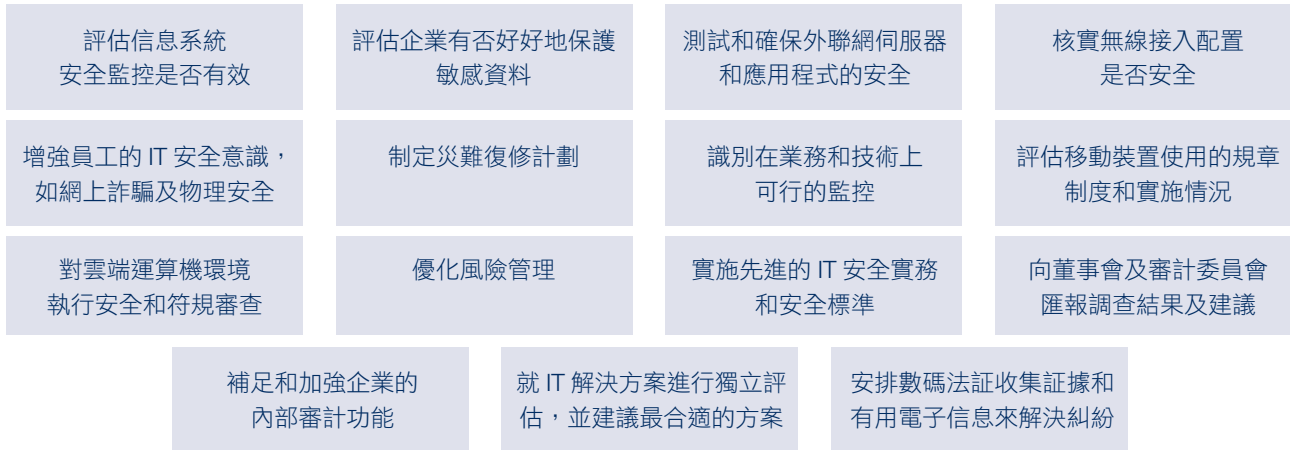 評估信息系統
安全監控是否有效
評估企業有否好好地保護
敏感資料
測試和確保外聯網伺服器
和應用程式的安全
核實無線接入配置
是否安全
增強員工的 IT 安全意識，
如網上詐騙及物理安全
制定災難復修計劃
識別在業務和技術上
可行的監控
評估移動裝置使用的規章
制度和實施情況
對雲端運算機環境
執行安全和符規審查
優化風險管理
實施先進的 IT 安全實務
和安全標準
向董事會及審計委員會
匯報調查結果及建議
補足和加強企業的
內部審計功能
就 IT 解決方案進行獨立評
估，並建議最合適的方案
安排數碼法証收集証據和
有用電子信息來解決糾紛